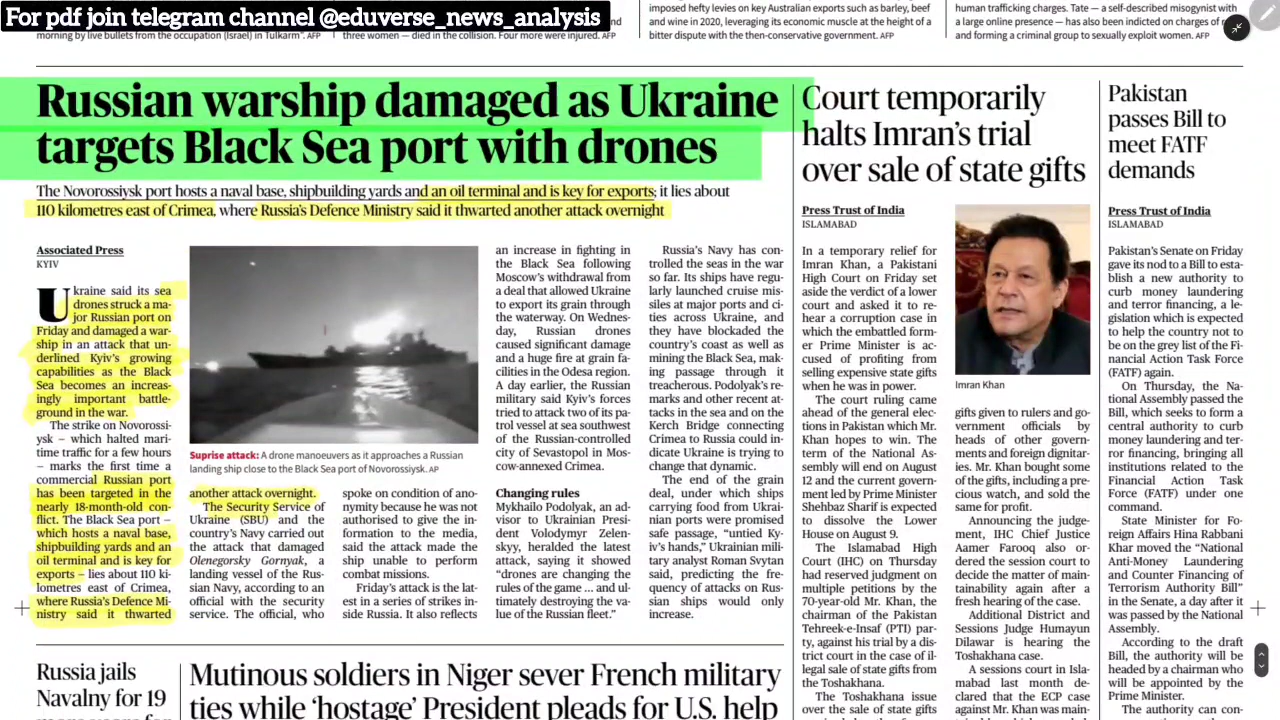 For pdf join telegram channel @eduverse_news_analysis
morning by live bullets from the occupation (Israel) in Tulkarm". AFP
three women — died in the collision. Four more were injured. AFP
imposed hefty levies on key Australian exports such as barley, beef
and wine in 2020, leveraging its economic muscle at the height of a
bitter dispute with the then-conservative government. AFP
human trafficking charges. Tate — a self-described misogynist with
a large online presence — has also been indicted on charges of
and forming a criminal group to sexually exploit women. AFP
Russian warship damaged as Ukraine
targets Black Sea port with drones
The Novorossiysk port hosts a naval base, shipbuilding yards and an oil terminal and is key for exports; it lies about
110 kilometres east of Crimea, where Russia's Defence Ministry said it thwarted another attack overnight
Associated Press
KYIV
Ukraine said its sea
drones struck a ma-
jor Russian port on
Friday and damaged a war-
ship in an attack that un-
derlined Kyiv's growing
capabilities as the Black
Sea becomes an increas-
ingly important battle-
ground in the war.
The strike on Novorossi-
ysk — which halted mari-
time traffic for a few hours
— marks the first time a
commercial Russian port
has been targeted in the
nearly 18-month-old con-
flict. The Black Sea port —
which hosts a naval base,
shipbuilding yards and an
oil terminal and is key for
exports — lies about 110 ki-
lometres east of Crimea,
where Russia's Defence Mi-
nistry said it thwarted
Suprise attack: A drone manoeuvers as it approaches a Russian
landing ship close to the Black Sea port of Novorossiysk. AP
another attack overnight.
The Security Service of
Ukraine (SBU) and the
country's Navy carried out
the attack that damaged
Olenegorsky Gornyak, a
landing vessel of the Rus-
sian Navy, according to an
official with the security
service. The official, who
spoke on condition of ano-
nymity because he was not
authorised to give the in-
formation to the media,
said the attack made the
ship unable to perform
combat missions.
Friday's attack is the lat-
est in a series of strikes in-
side Russia. It also reflects
an increase in fighting in
the Black Sea following
Moscow's withdrawal from
a deal that allowed Ukraine
to export its grain through
the waterway. On Wednes-
day, Russian drones
caused significant damage
and a huge fire at grain fa-
cilities in the Odesa region.
A day earlier, the Russian
military said Kyiv's forces
tried to attack two of its pa-
trol vessel at sea southwest
of the Russian-controlled
city of Sevastopol in Mos-
cow-annexed Crimea.
Changing rules
Mykhailo Podolyak, an ad-
visor to Ukrainian Presi-
dent Volodymyr Zelen-
skyy, heralded the latest
attack, saying it showed
"drones are changing the
rules of the game ... and ul-
timately destroying the va-
lue of the Russian fleet."
Russia's Navy has con-
trolled the seas in the war
so far. Its ships have regu-
larly launched cruise mis-
siles at major ports and ci-
ties across Ukraine, and
they have blockaded the
country's coast as well as
mining the Black Sea, mak-
ing passage through it
treacherous. Podolyak's re-
marks and other recent at-
tacks in the sea and on the
Kerch Bridge connecting
Crimea to Russia could in-
dicate Ukraine is trying to
change that dynamic.
The end of the grain
deal, under which ships
carrying food from Ukrai-
nian ports were promised
safe passage, "untied Ky-
iv's hands," Ukrainian mili-
tary analyst Roman Svytan
said, predicting the fre-
quency of attacks on Rus-
sian ships would only
increase.
Court temporarily
halts Imran's trial
over sale of state gifts
Press Trust of India
ISLAMABAD
In a temporary relief for
Imran Khan, a Pakistani
High Court on Friday set
aside the verdict of a lower
court and asked it to re-
hear a corruption case in
which the embattled form-
er Prime Minister is ac-
cused of profiting from
selling expensive state gifts
when he was in power.
The court ruling came
ahead of the general elec-
tions in Pakistan which Mr.
Khan hopes to win. The
term of the National As-
sembly will end on August
12 and the current govern-
ment led by Prime Minister
Shehbaz Sharif is expected
to dissolve the Lower
House on August 9.
The Islamabad High
Court (IHC) on Thursday
had reserved judgment on
multiple petitions by the
70-year-old Mr. Khan, the
chairman of the Pakistan
Tehreek-e-Insaf (PTI) par-
ty, against his trial by a dis-
trict court in the case of il-
legal sale of state gifts from
the Toshakhana.
The Toshakhana issue
over the sale of state gifts
Imran Khan
gifts given to rulers and go-
vernment officials by
heads of other govern-
ments and foreign dignitar-
ies. Mr. Khan bought some
of the gifts, including a pre-
cious watch, and sold the
same for profit.
Announcing the judge-
ment, IHC Chief Justice
Aamer Farooq also or-
dered the session court to
decide the matter of main-
tainability again after a
fresh hearing of the case.
Additional District and
Sessions Judge Humayun
Dilawar is hearing the
Toshakhana case.
A sessions court in Isla-
mabad last month de-
clared that the ECP case
against Mr. Khan was main-
Pakistan
passes Bill to
meet FATF
demands
Press Trust of India
ISLAMABAD
Pakistan's Senate on Friday
gave its nod to a Bill to esta-
blish a new authority to
curb money laundering
and terror financing, a le-
gislation which is expected
to help the country not to
be on the grey list of the Fi-
nancial Action Task Force
(FATF) again.
On Thursday, the Na-
tional Assembly passed the
Bill, which seeks to form a
central authority to curb
money laundering and ter-
ror financing, bringing all
institutions related to the
Financial Action Task
Force (FATF) under one
command.
State Minister for Fo-
reign Affairs Hina Rabbani
Khar moved the "National
Anti-Money Laundering
and Counter Financing of
Terrorism Authority Bill"
in the Senate, a day after it
was passed by the National
Assembly.
According to the draft
Bill, the authority will be
headed by a chairman who
will be appointed by the
Prime Minister.
The authority can con-
Russia jails
Navalny for 19
Mutinous soldiers in Niger sever French military
ties while 'hostage' President pleads for U.S. help